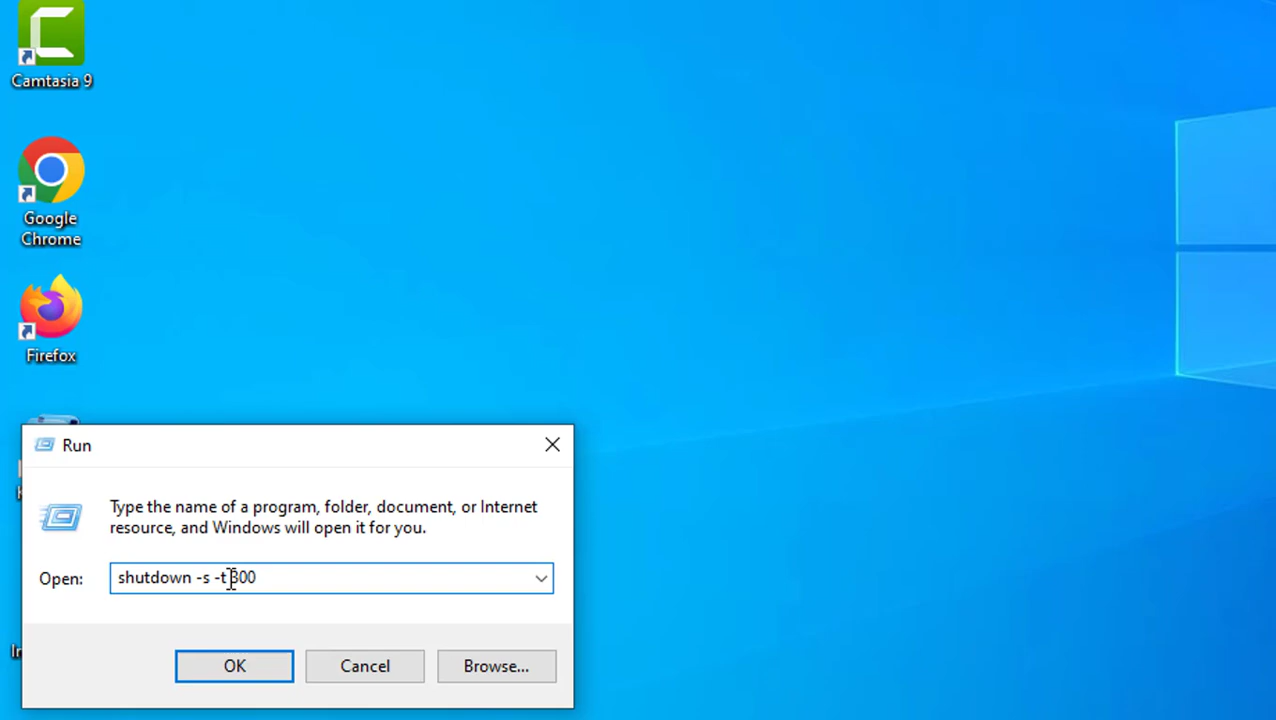 Camtasia 9
Google
Chrome
Firefox
Run
Type the name of a program, folder, document, or Internet
resource, and Windows will open it for you.
Open:
shutdown -s -t 300
OK
Cancel
Browse...